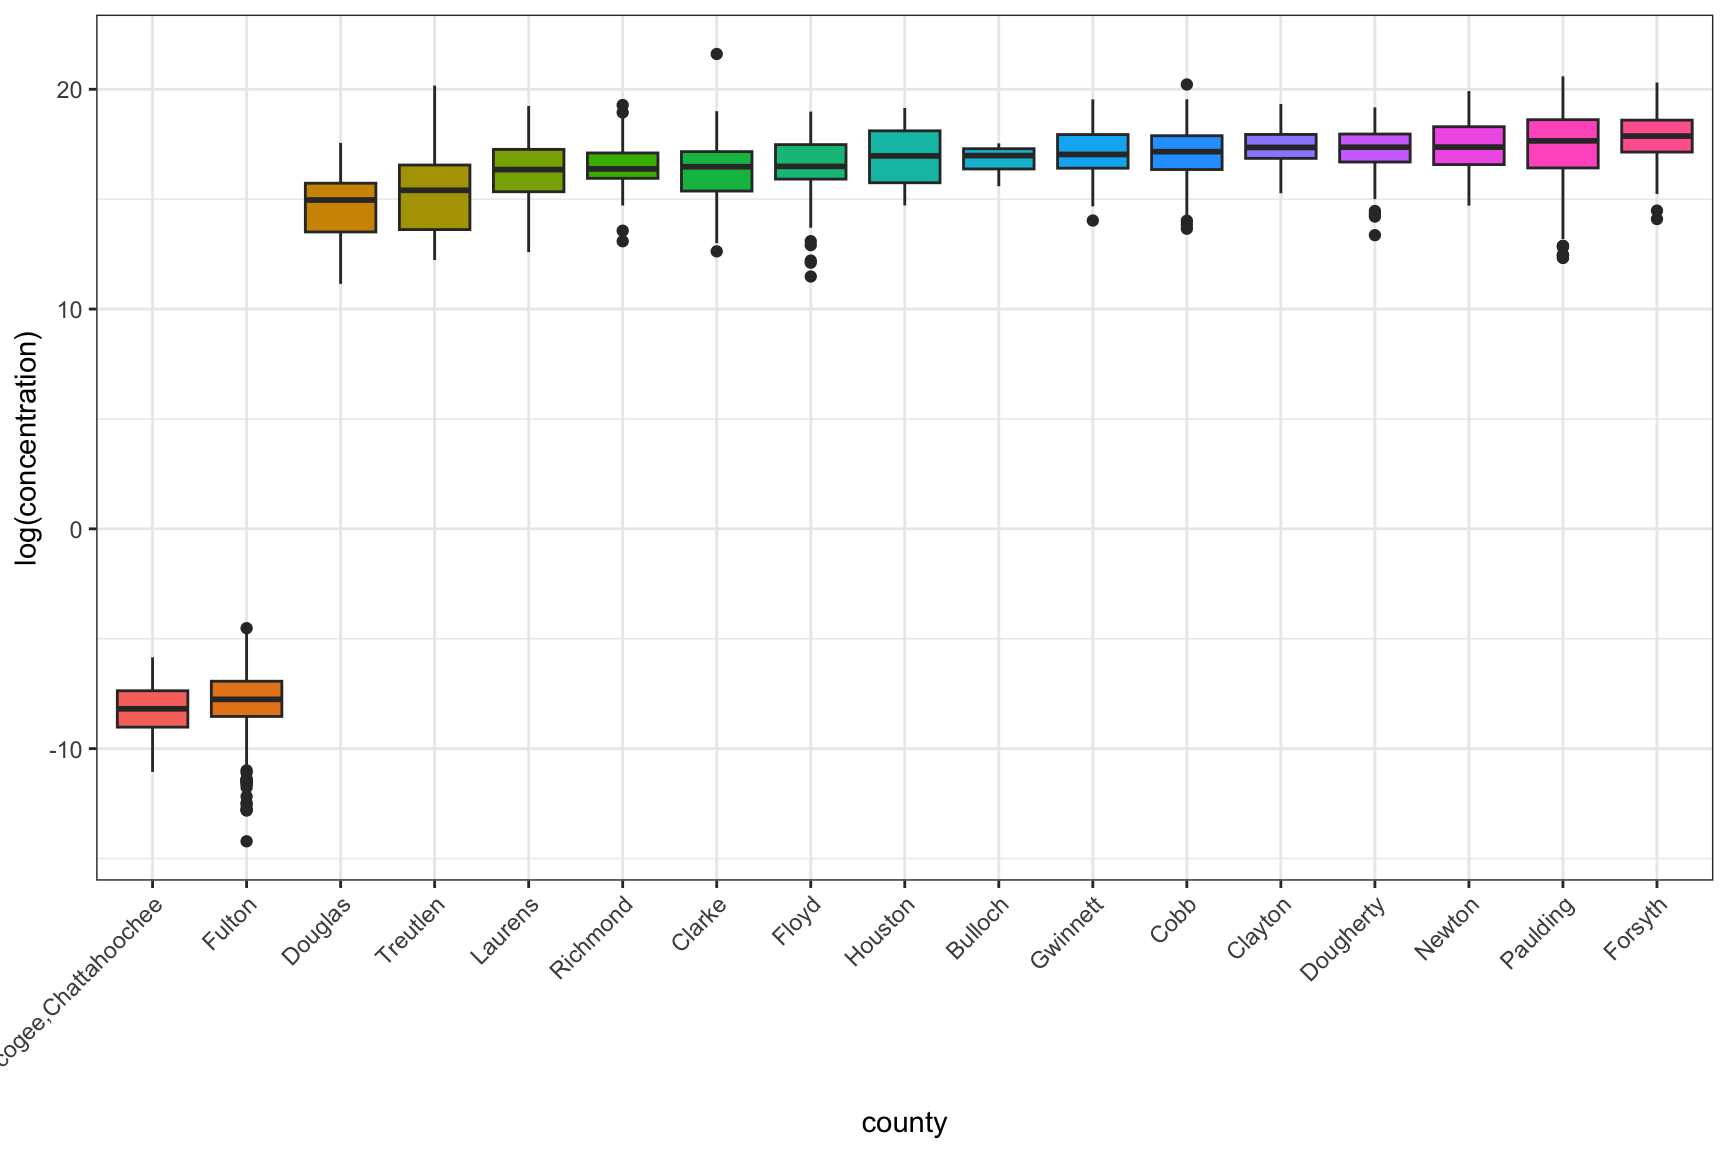 log(concentration)
20
10
0
-10
cogee,Chattahoochee
Fulton
Douglas
Treutlen
Laurens
Richmond
Clarke
Floyd
Houston
Bulloch
Gwinnett
Cobb
Clayton
Dougherty
Newton
Paulding
Forsyth
county